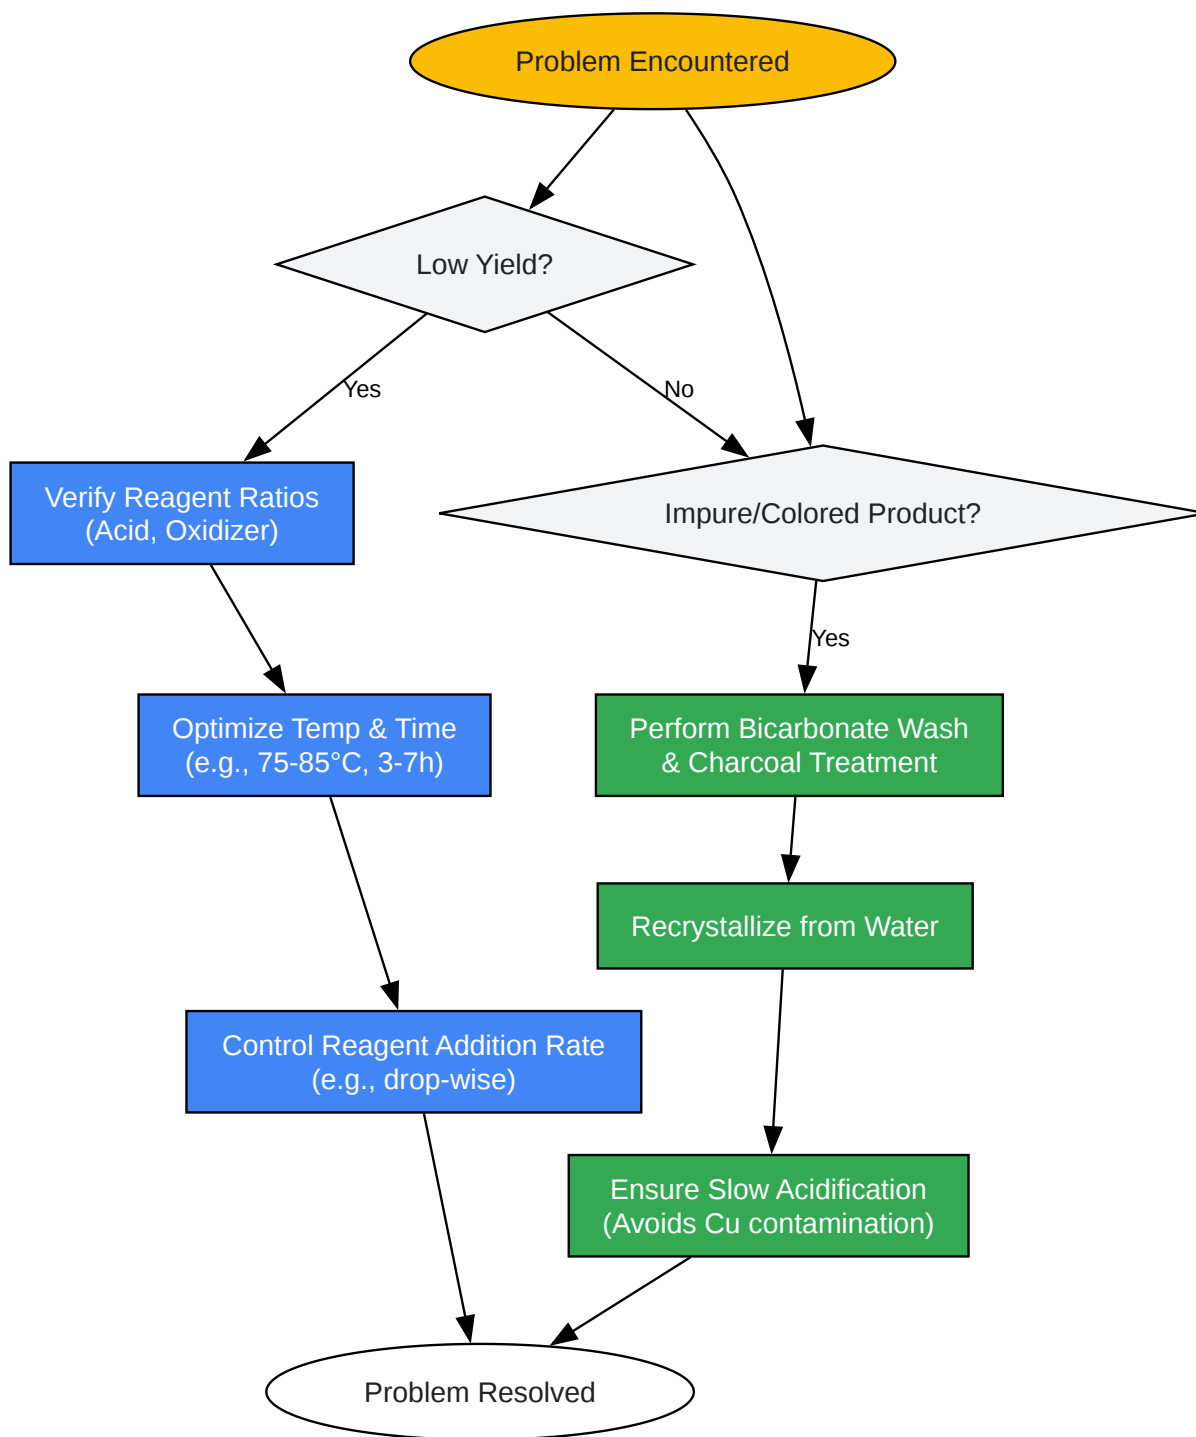 Problem Encountered
Low Yield?
Yes
No
Verify Reagent Ratios
(Acid, Oxidizer)
Impure/Colored Product?
Yes
Optimize Temp & Time
(e.g., 75-85°C, 3-7h)
Perform Bicarbonate Wash
& Charcoal Treatment
Recrystallize from Water
Control Reagent Addition Rate
(e.g., drop-wise)
Ensure Slow Acidification
(Avoids Cu contamination)
Problem Resolved